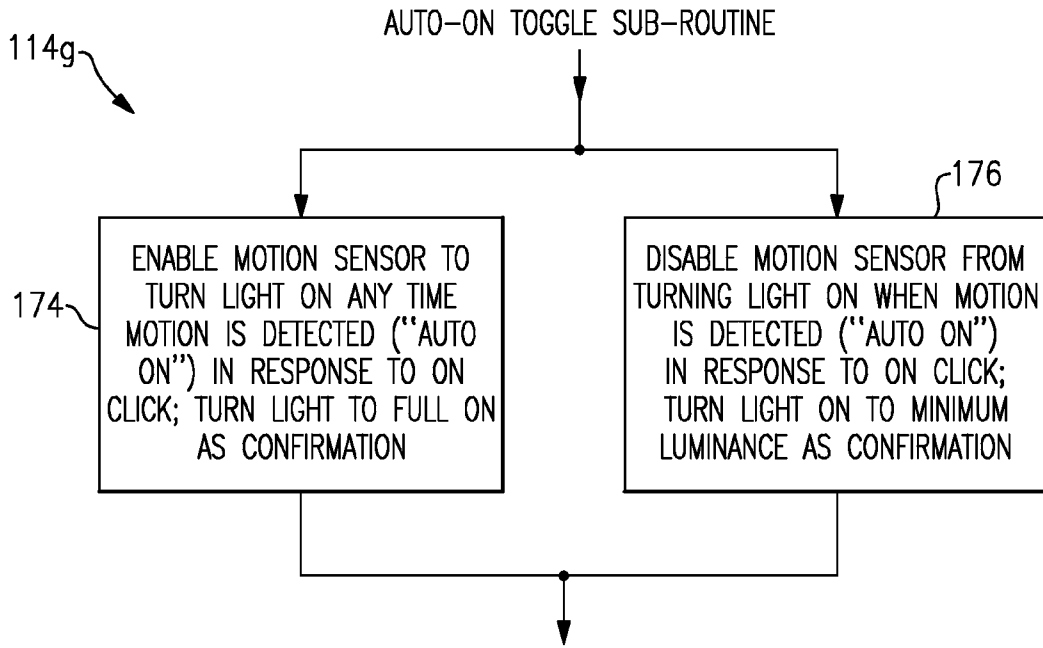 AUTO-ON TOGGLE SUB-ROUTINE
114g
176
ENABLE MOTION SENSOR TO
TURN LIGHT ON ANY TIME
MOTION IS DETECTED ("AUTO
ON") IN RESPONSE TO ON
CLICK; TURN LIGHT TO FULL ON
AS CONFIRMATION
174
DISABLE MOTION SENSOR FROM
TURNING LIGHT ON WHEN MOTION
IS DETECTED ("AUTO ON")
IN RESPONSE TO ON CLICK;
TURN LIGHT ON TO MINIMUM
LUMINANCE AS CONFIRMATION